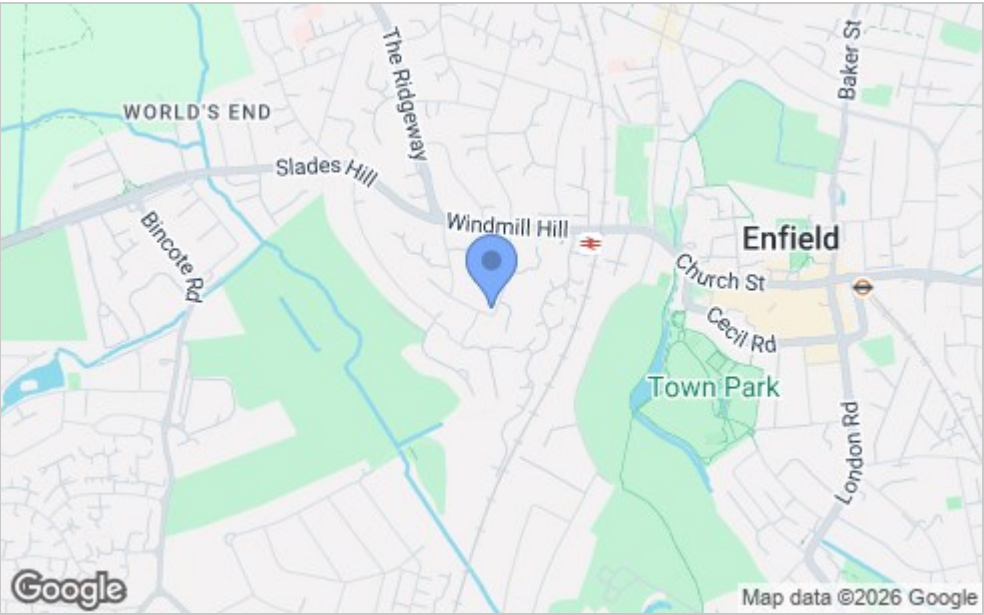 Baker St
The Ridgeway
WORLD'S END
Slades Hill
Windmill Hill
Bincote Rd
Enfield
Church St
Cecil Rd
Town Park
London Rd
Google
Map data ©2026 Google